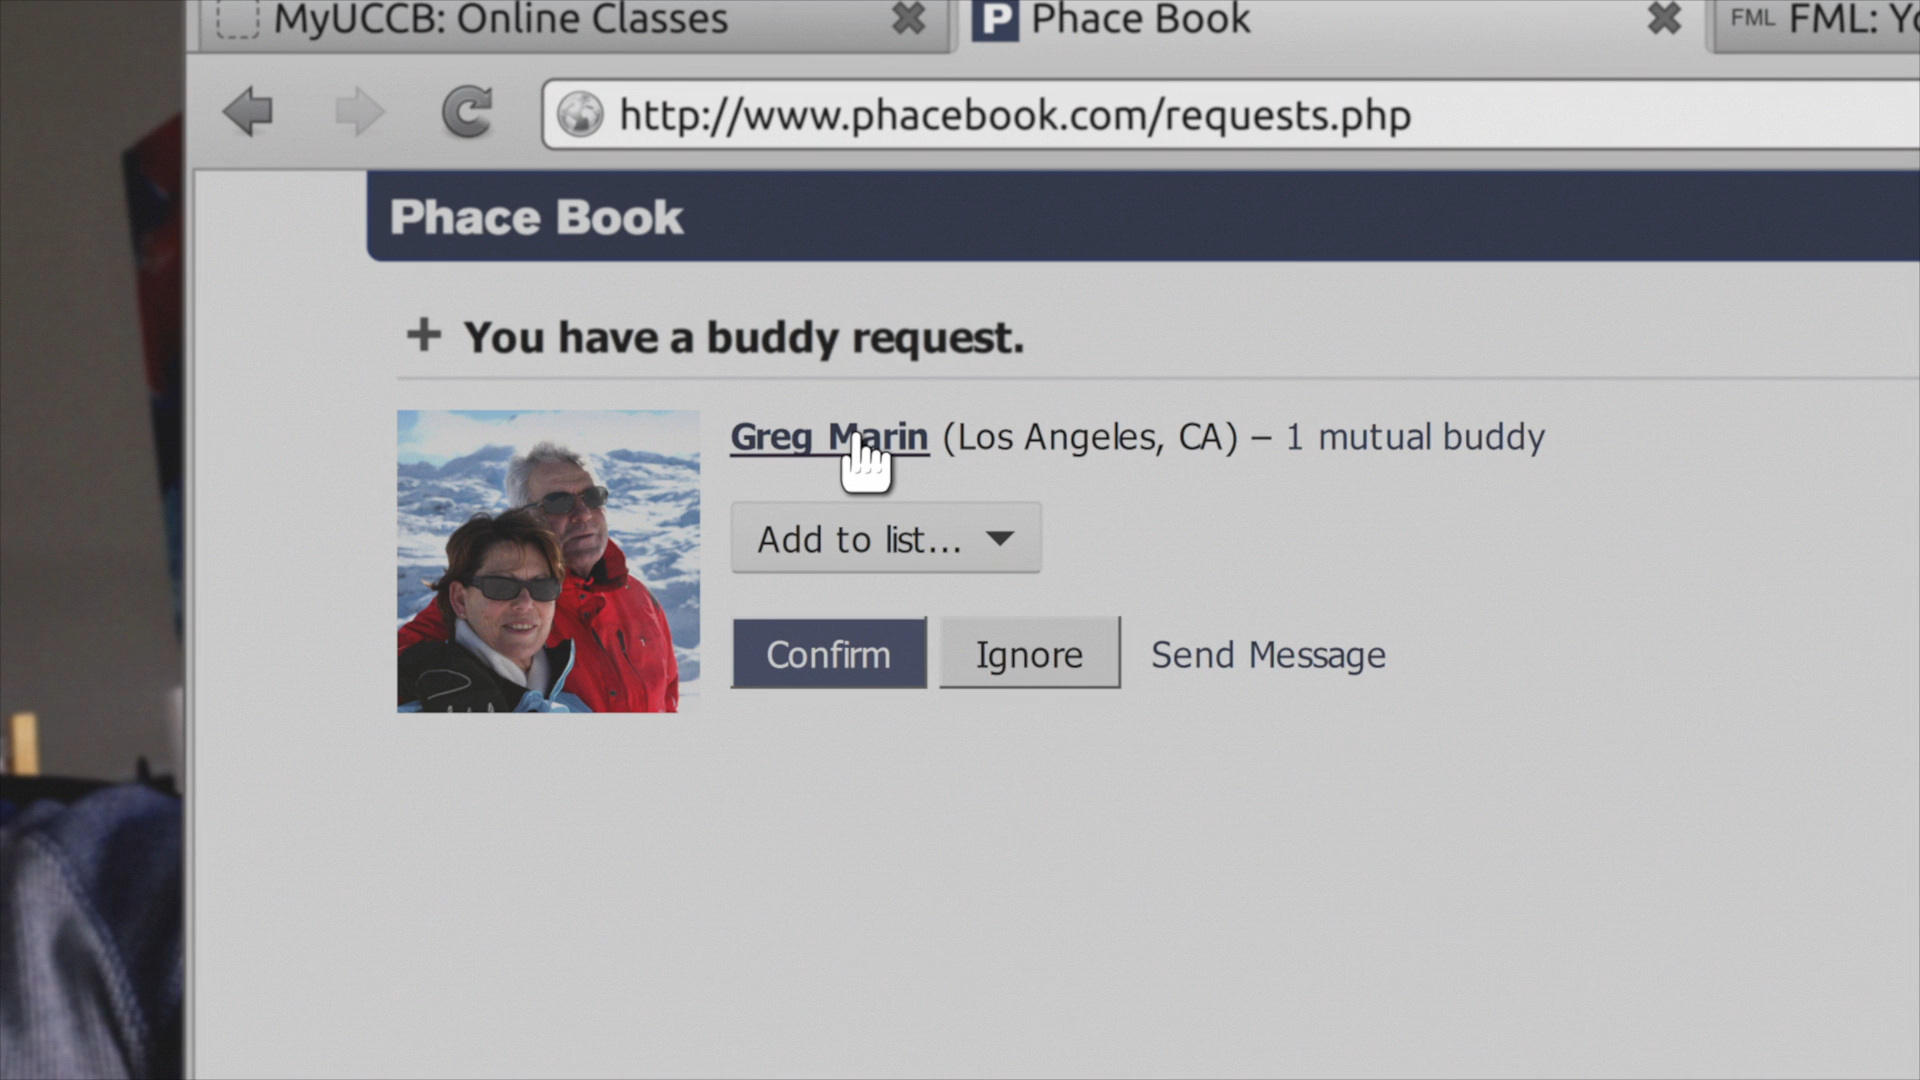 MyUCCB: Online Classes
P Phace Book
FML FML: Yo
http://www.phacebook.com/requests.php
Phace Book
+ You have a buddy request.
Greg Marin (Los Angeles, CA) – 1 mutual buddy
Add to list...
Confirm
Ignore
Send Message